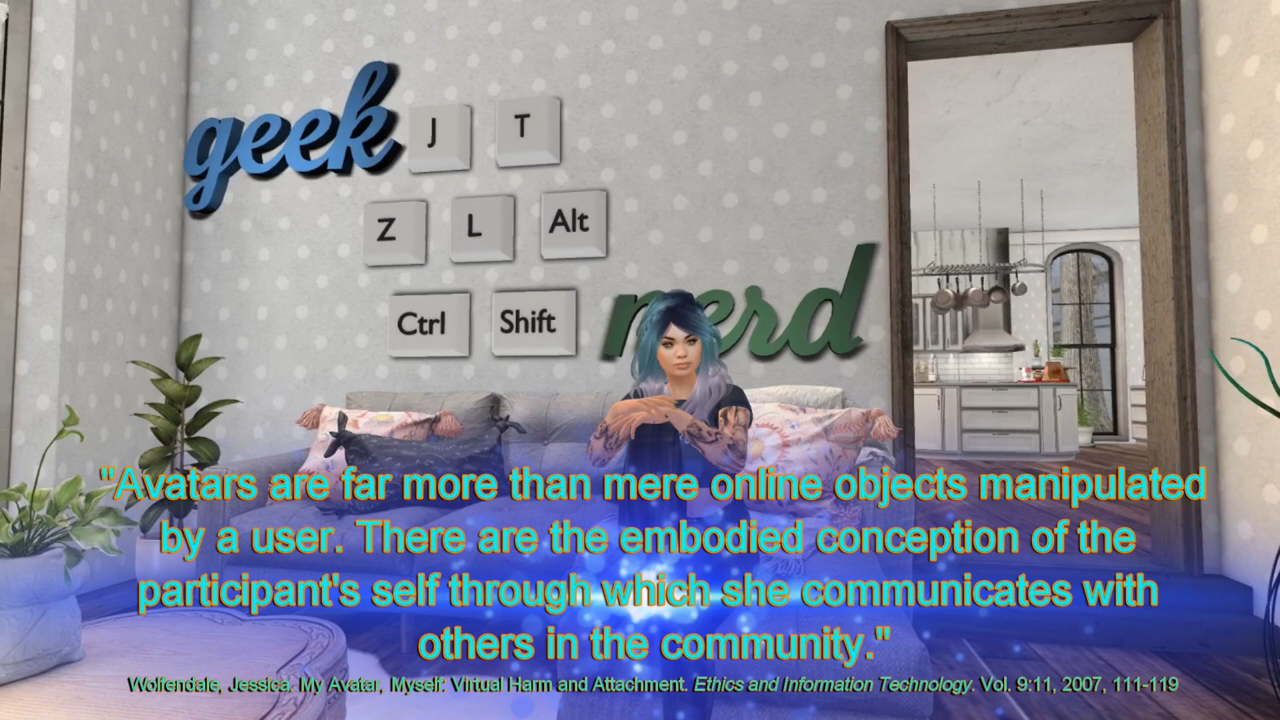 geek
J T
Z L Alt
Ctrl Shift
nerd
"Avatars are far more than mere online objects manipulated
by a user. There are the embodied conception of the
participant's self through which she communicates with
others in the community."
Wolfendale, Jessica. My Avatar, Myself: Virtual Harm and Attachment. Ethics and Information Technology. Vol. 9:11, 2007, 111-119